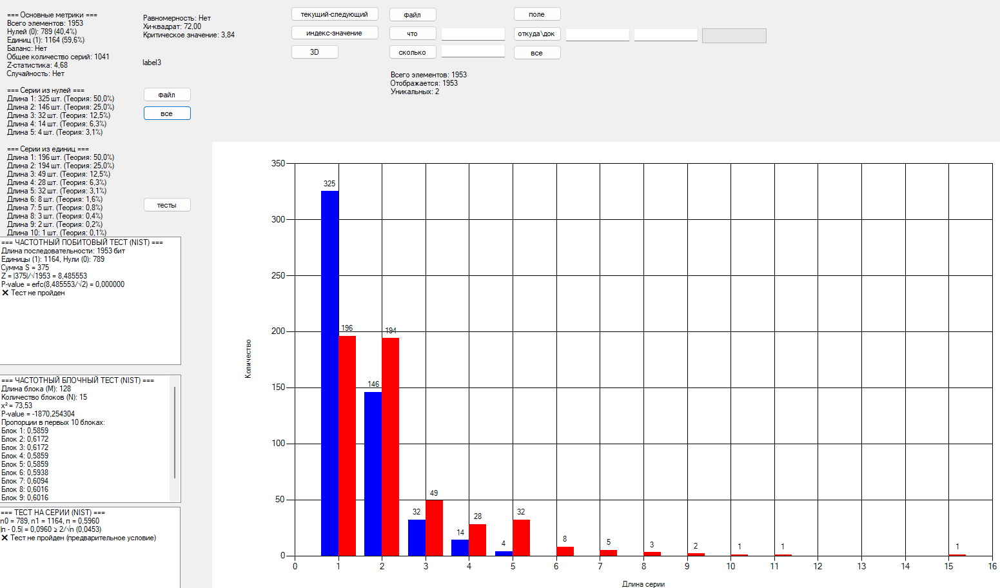 === Основные метрики ===
Всего элементов: 1953
Нулей (0): 789 (40,4%)
Единиц (1): 1164 (59,6%)
Баланс: Нет
Общее количество серий: 1041
Z-статистика: 4,68
Случайность: Нет
=== Серии из нулей ===
Длина 1: 325 шт. (Теория: 50,0%)
Длина 2: 146 шт. (Теория: 25,0%)
Длина 3: 32 шт. (Теория: 12,5%)
Длина 4: 14 шт. (Теория: 6,3%)
Длина 5: 4 шт. (Теория: 3,1%)
=== Серии из единиц ===
Длина 1: 196 шт. (Теория: 50,0%)
Длина 2: 194 шт. (Теория: 25,0%)
Длина 3: 49 шт. (Теория: 12,5%)
Длина 4: 28 шт. (Теория: 6,3%)
Длина 5: 32 шт. (Теория: 3,1%)
Длина 6: 8 шт. (Теория: 1,6%)
Длина 7: 5 шт. (Теория: 0,8%)
Длина 8: 3 шт. (Теория: 0,4%)
Длина 9: 2 шт. (Теория: 0,2%)
Длина 10: 1 шт. (Теория: 0,1%)
Равномерность: Нет
Хи-квадрат: 72,00
Критическое значение: 3,84
label3
файл
все
тесты
текущий-следующий
индекс-значение
3D
файл
что
сколько
поле
откуда\док
все
Всего элементов: 1953
Отображается: 1953
Уникальных: 2
=== ЧАСТОТНЫЙ ПОБИТОВЫЙ ТЕСТ (NIST) ===
Длина последовательности: 1953 бит
Единицы (1): 1164, Нули (0): 789
Сумма S = 375
Z = |375|/√1953 = 8,485553
P-value = erfc(8,485553/√2) = 0,000000
❌ Тест не пройден
=== ЧАСТОТНЫЙ БЛОЧНЫЙ ТЕСТ (NIST) ===
Длина блока (M): 128
Количество блоков (N): 15
x² = 73,53
P-value = -1870,254304
Пропорции в первых 10 блоках:
Блок 1: 0,5859
Блок 2: 0,6172
Блок 3: 0,6172
Блок 4: 0,5859
Блок 5: 0,5859
Блок 6: 0,5938
Блок 7: 0,6094
Блок 8: 0,6016
Блок 9: 0,6016
=== ТЕСТ НА СЕРИИ (NIST) ===
n0 = 789, n1 = 1164, π = 0,5960
|π - 0.5| = 0,0960 ≥ 2/√n (0,0453)
❌ Тест не пройден (предварительное условие)
Количество
350
300
250
200
150
100
50
0
325
196
146
194
32
49
14
28
4
32
8
5
3
2
1
1
1
0 1 2 3 4 5 6 7 8 9 10 11 12 13 14 15 16
Длина серии